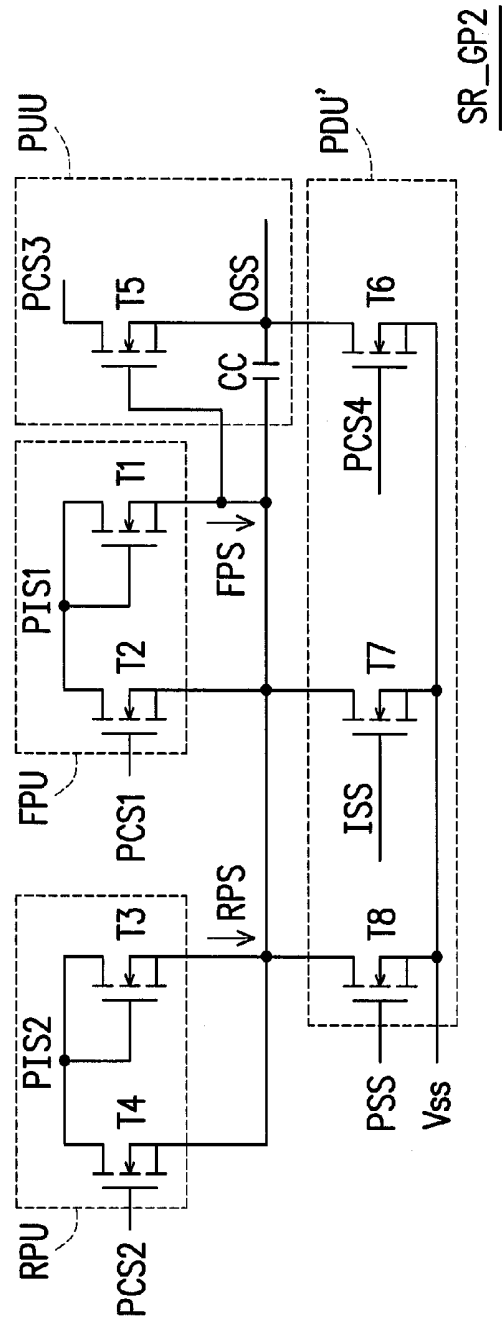 RPU
FPU
PUU
PIS2
PIS1
PCS3
T4
T3
T2
T1
T5
PCS2
PCS1
RPS
FPS
CC
OSS
PDU'
PSS
T8
ISS
T7
PCS4
T6
Vss
SR_GP2